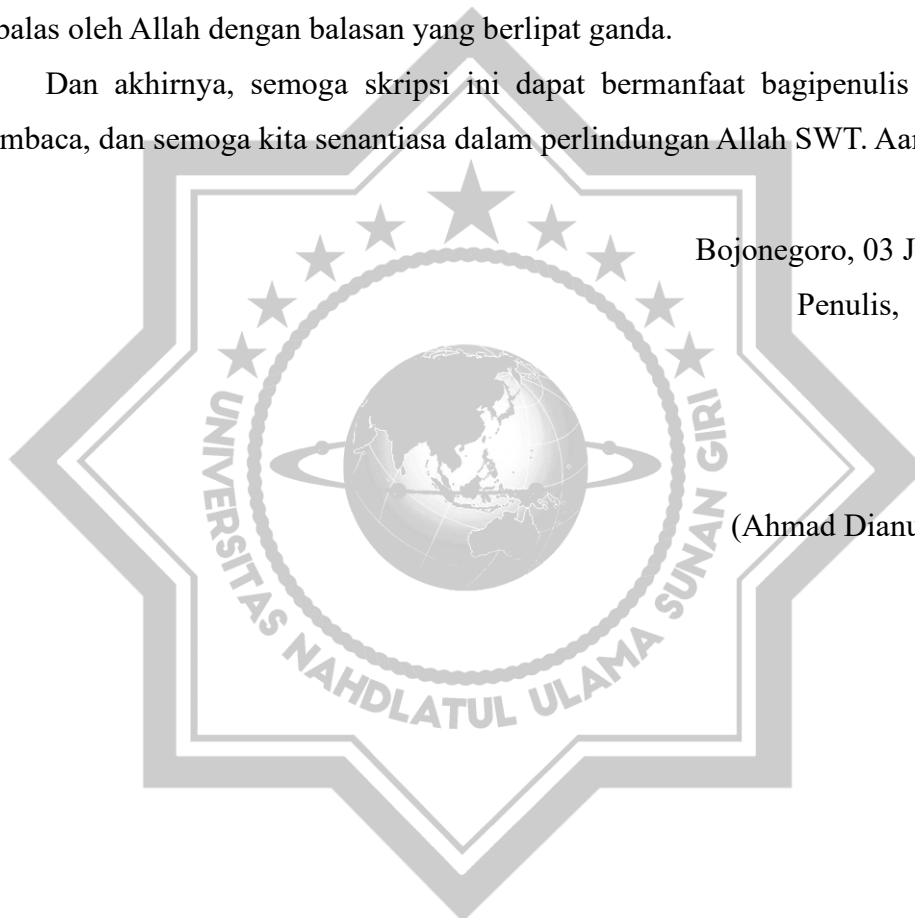 balas oleh Allah dengan balasan yang berlipat ganda.
Dan akhirnya, semoga skripsi ini dapat bermanfaat bagipenulis
mbaca, dan semoga kita senantiasa dalam perlindungan Allah SWT. Aa
Bojonegoro, 03 J
Penulis,
(Ahmad Dianu
UNIVERSITAS NAHDLATUL ULAMA SUNAN GIRI